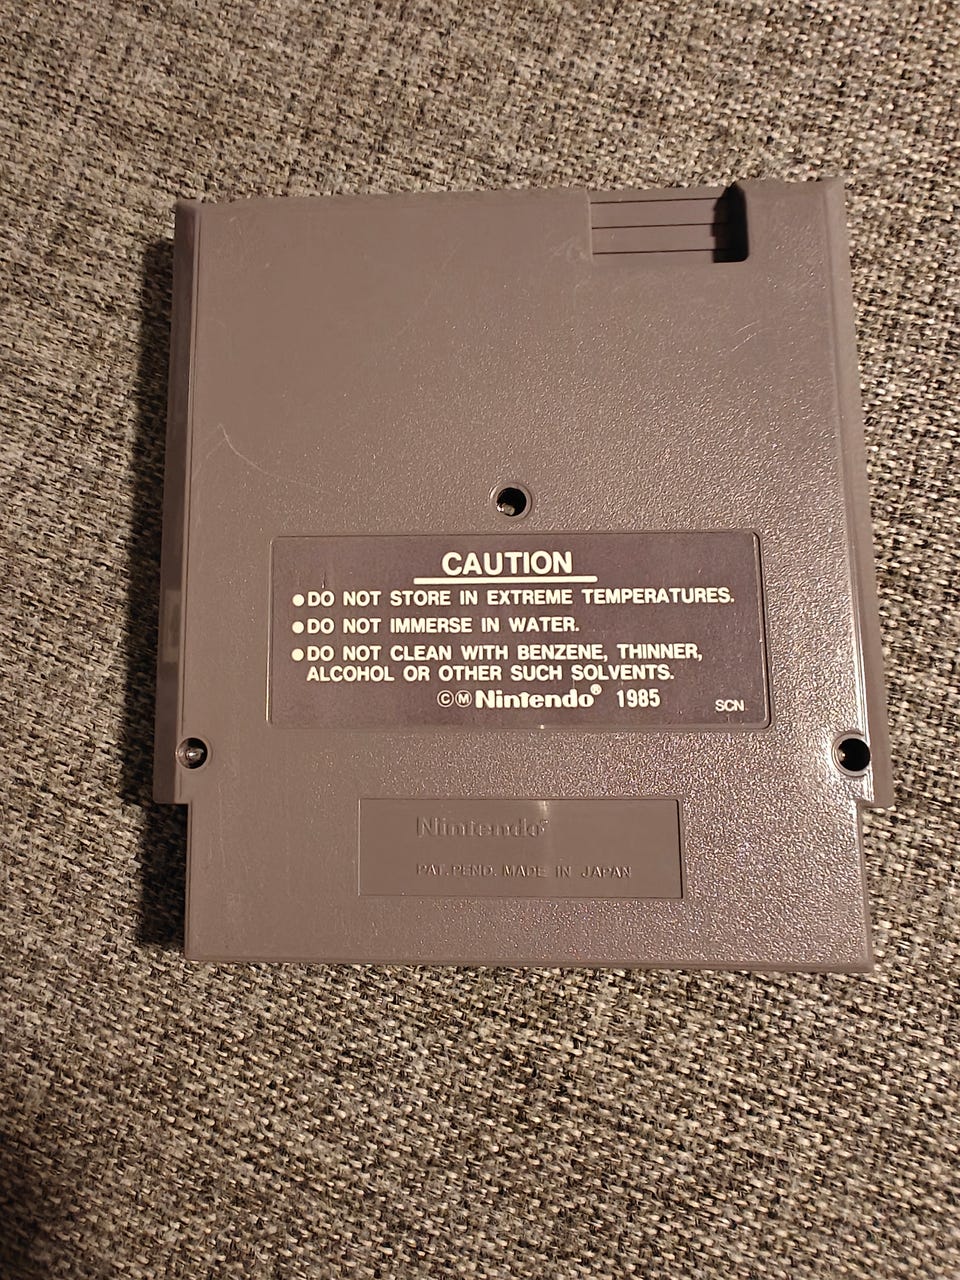 CAUTION
●DO NOT STORE IN EXTREME TEMPERATURES.
●DO NOT IMMERSE IN WATER.
●DO NOT CLEAN WITH BENZENE, THINNER,
ALCOHOL OR OTHER SUCH SOLVENTS.
©Ⓜ Nintendo® 1985
SCN
Nintendo®
PAT. PEND. MADE IN JAPAN